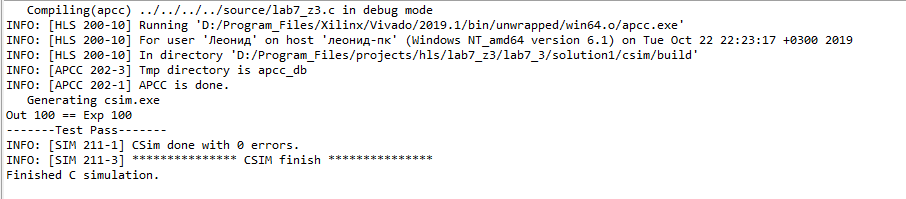 Compiling(apcc) ../../../../source/lab7_z3.c in debug mode
INFO: [HLS 200-10] Running 'D:/Program_Files/Xilinx/Vivado/2019.1/bin/unwrapped/win64.o/apcc.exe'
INFO: [HLS 200-10] For user 'Леонид' on host 'леонид-пк' (Windows NT_amd64 version 6.1) on Tue Oct 22 22:23:17 +0300 2019
INFO: [HLS 200-10] In directory 'D:/Program_Files/projects/hls/lab7_z3/lab7_3/solution1/csim/build'
INFO: [APCC 202-3] Tmp directory is apcc_db
INFO: [APCC 202-1] APCC is done.
Generating csim.exe
Out 100 == Exp 100
-------Test Pass-------
INFO: [SIM 211-1] CSim done with 0 errors.
INFO: [SIM 211-3] *************** CSIM finish ***************
Finished C simulation.